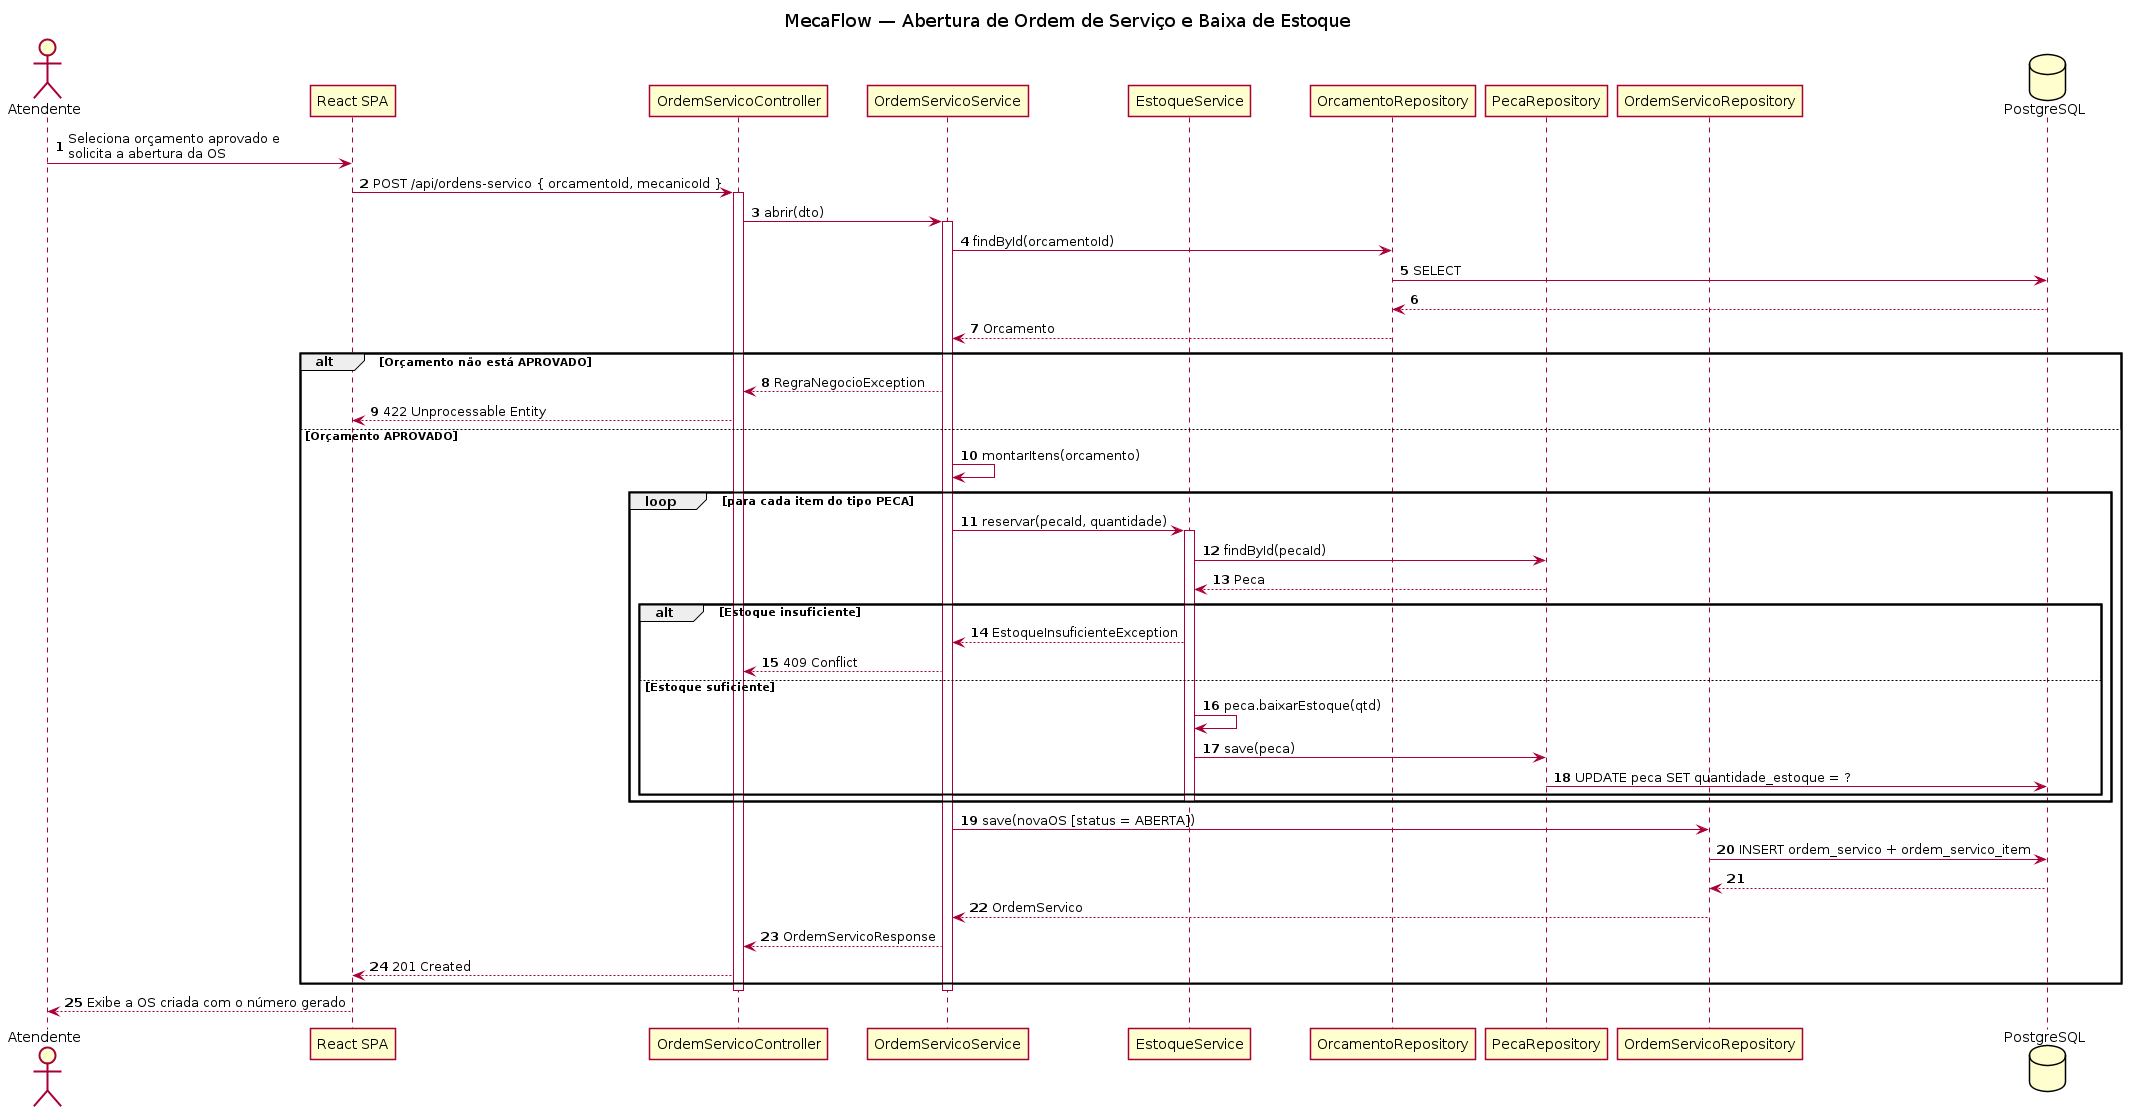 MecaFlow — Abertura de Ordem de Serviço e Baixa de Estoque
Atendente
React SPA
OrdemServicoController
OrdemServicoService
EstoqueService
OrcamentoRepository
PecaRepository
OrdemServicoRepository
PostgreSQL
1 Seleciona orçamento aprovado e
solicita a abertura da OS
2 POST /api/ordens-servico { orcamentoId, mecanicoId }
3 abrir(dto)
4 findById(orcamentoId)
5 SELECT
6
7 Orcamento
alt [Orçamento não está APROVADO]
8 RegraNegocioException
9 422 Unprocessable Entity
[Orçamento APROVADO]
10 montarItens(orcamento)
loop [para cada item do tipo PECA]
11 reservar(pecaId, quantidade)
12 findById(pecaId)
13 Peca
alt [Estoque insuficiente]
14 EstoqueInsuficienteException
15 409 Conflict
[Estoque suficiente]
16 peca.baixarEstoque(qtd)
17 save(peca)
18 UPDATE peca SET quantidade_estoque = ?
19 save(novaOS [status = ABERTA])
20 INSERT ordem_servico + ordem_servico_item
21
22 OrdemServico
23 OrdemServicoResponse
24 201 Created
25 Exibe a OS criada com o número gerado
Atendente
React SPA
OrdemServicoController
OrdemServicoService
EstoqueService
OrcamentoRepository
PecaRepository
OrdemServicoRepository
PostgreSQL